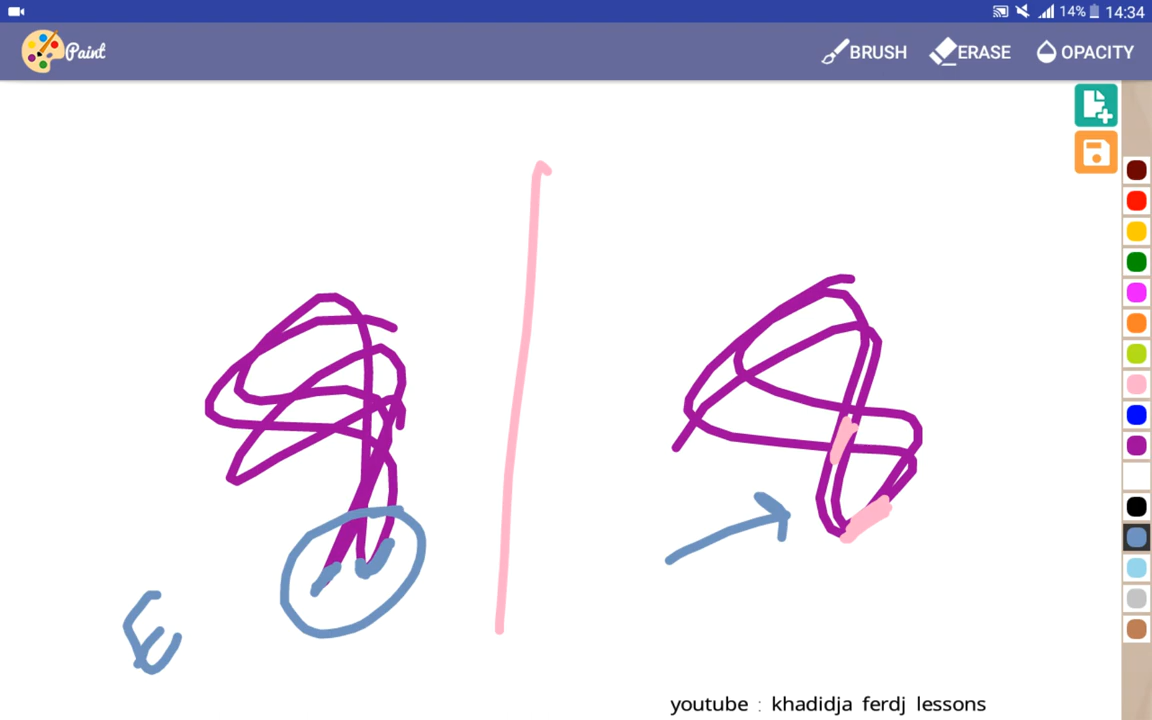 14% 14:34
Paint BRUSH ERASE OPACITY
E
youtube : khadidja ferdj lessons